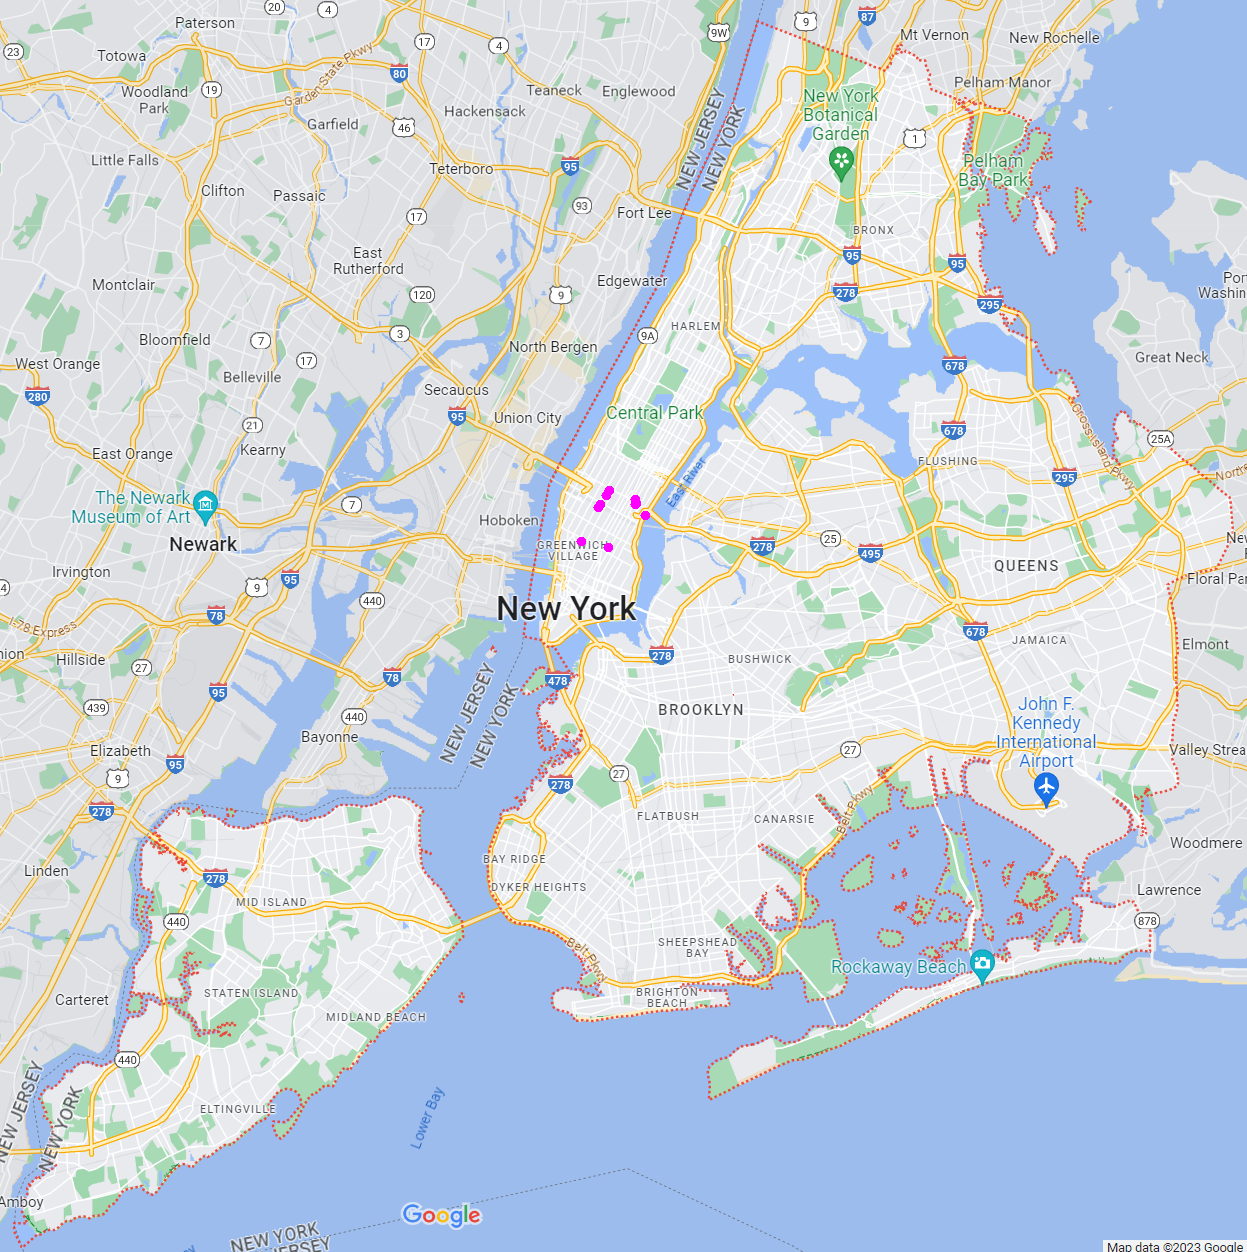 Paterson
20
4
9
87
9W
Mt Vernon
New Rochelle
23
17
4
Totowa
Garden State Pkwy
80
Woodland
Park
19
Teaneck
Englewood
Pelham Manor
New York
Botanical
Garden
Hackensack
Garfield
46
NEW JERSEY
NEW YORK
1
Little Falls
Teterboro
95
Pelham
Bay Park
Clifton
Passaic
93
17
Fort Lee
BRONX
East
Rutherford
95
95
Edgewater
Montclair
120
9
278
295
Bloomfield
7
3
9A
HARLEM
North Bergen
17
West Orange
Belleville
678
Great Neck
280
Secaucus
95
Union City
Central Park
21
678
Cross Island Pkwy
25A
East Orange
Kearny
FLUSHING
295
East River
The Newark
Museum of Art
7
Hoboken
Newark
GREENWICH
VILLAGE
278
25
495
QUEENS
Irvington
95
9
440
Floral Par
4
New York
78
I-78 Express
678
JAMAICA
Elmont
nion
Hillside
27
278
BUSHWICK
95
78
478
NEW JERSEY
NEW YORK
439
440
BROOKLYN
John F.
Kennedy
International
Airport
Bayonne
Elizabeth
95
9
27
27
Valley Strea
278
278
Belt Pkwy
FLATBUSH
CANARSIE
Woodmere
Linden
BAY RIDGE
278
DYKER HEIGHTS
Lawrence
MID ISLAND
440
878
Belt Pkwy
SHEEPSHEAD
BAY
Rockaway Beach
Carteret
STATEN ISLAND
BRIGHTON
BEACH
MIDLAND BEACH
440
NEW JERSEY
NEW YORK
ELTINGVILLE
Lower Bay
Amboy
Google
NEW YORK
JERSEY
Map data ©2023 Google